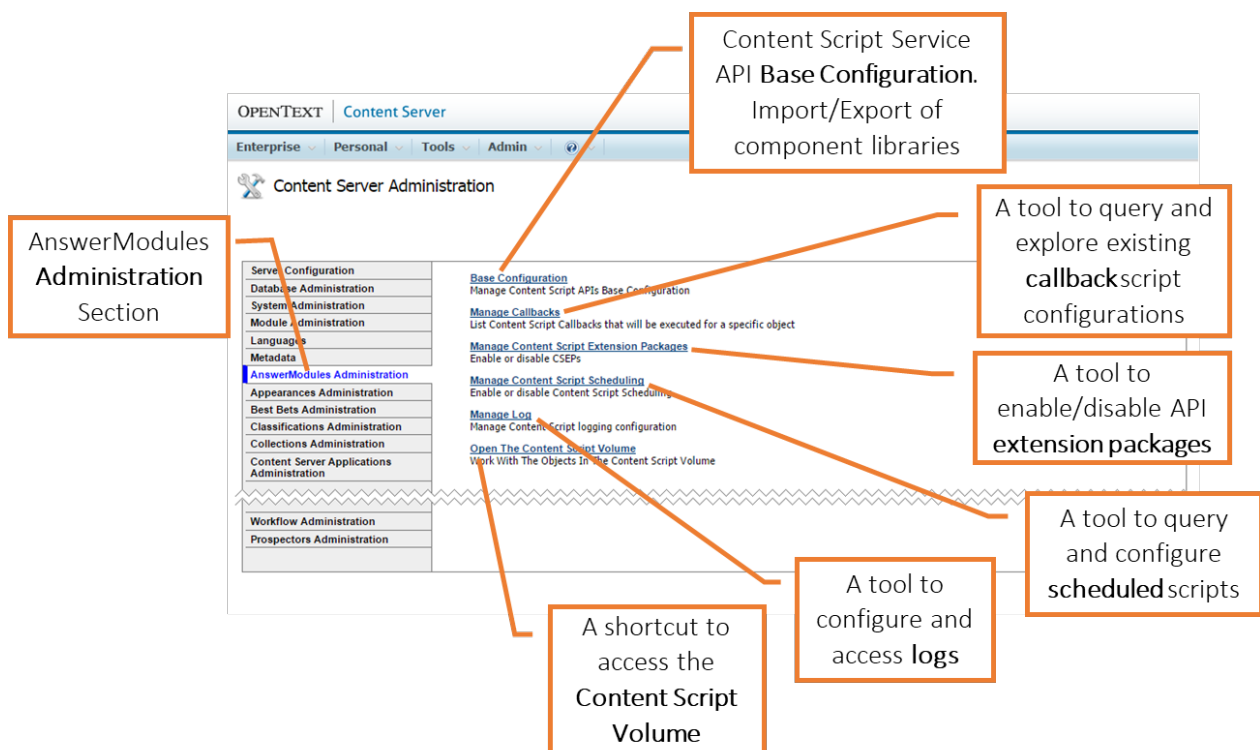 Content Script Service
API Base Configuration.
Import/Export of
component libraries
OPENTEXT | Content Server
Enterprise Personal Tools Admin
Content Server Administration
A tool to query and
explore existing
callback script
configurations
AnswerModules
Administration
Section
Server Configuration
Database Administration
System Administration
Module Administration
Languages
Metadata
AnswerModules Administration
Appearances Administration
Best Bets Administration
Classifications Administration
Collections Administration
Content Server Applications
Administration
Workflow Administration
Prospectors Administration
Base Configuration
Manage Content Script APIs Base Configuration
Manage Callbacks
List Content Script Callbacks that will be executed for a specific object
Manage Content Script Extension Packages
Enable or disable CSEPs
Manage Content Script Scheduling
Enable or disable Content Script Scheduling
Manage Log
Manage Content Script logging configuration
Open The Content Script Volume
Work With The Objects In The Content Script Volume
A tool to
enable/disable API
extension packages
A tool to query
and configure
scheduled scripts
A tool to
configure and
access logs
A shortcut to
access the
Content Script
Volume